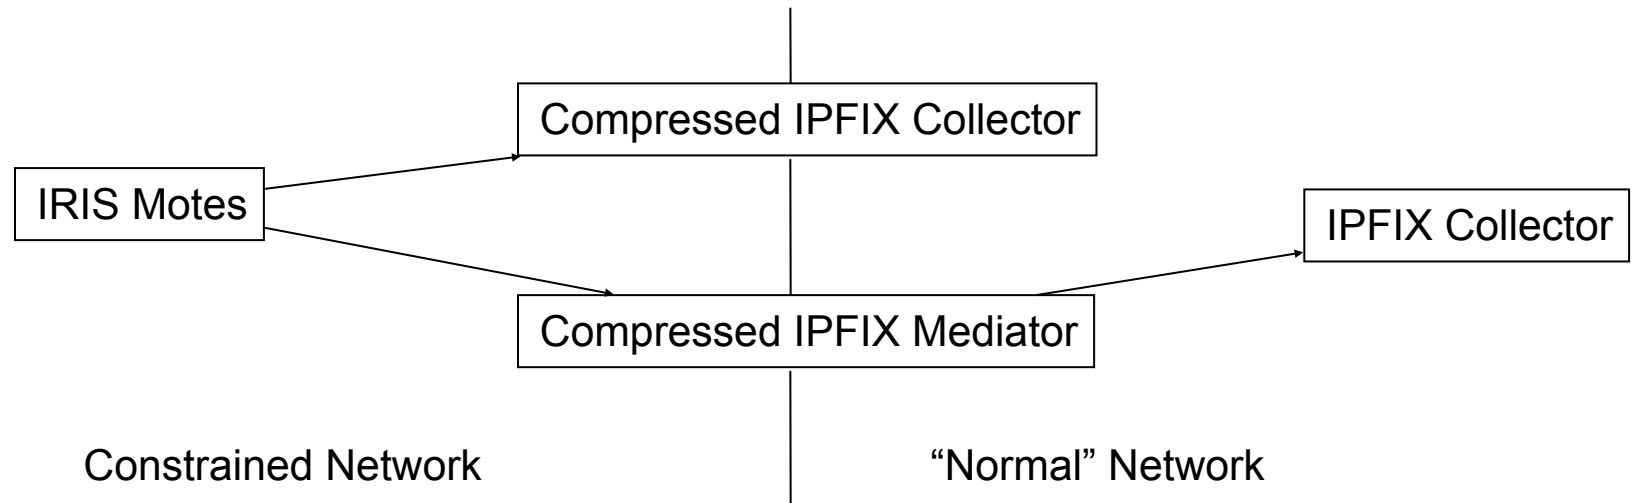 Compressed IPFIX Collector
IRIS Motes
IPFIX Collector
Compressed IPFIX Mediator
Constrained Network
“Normal” Network